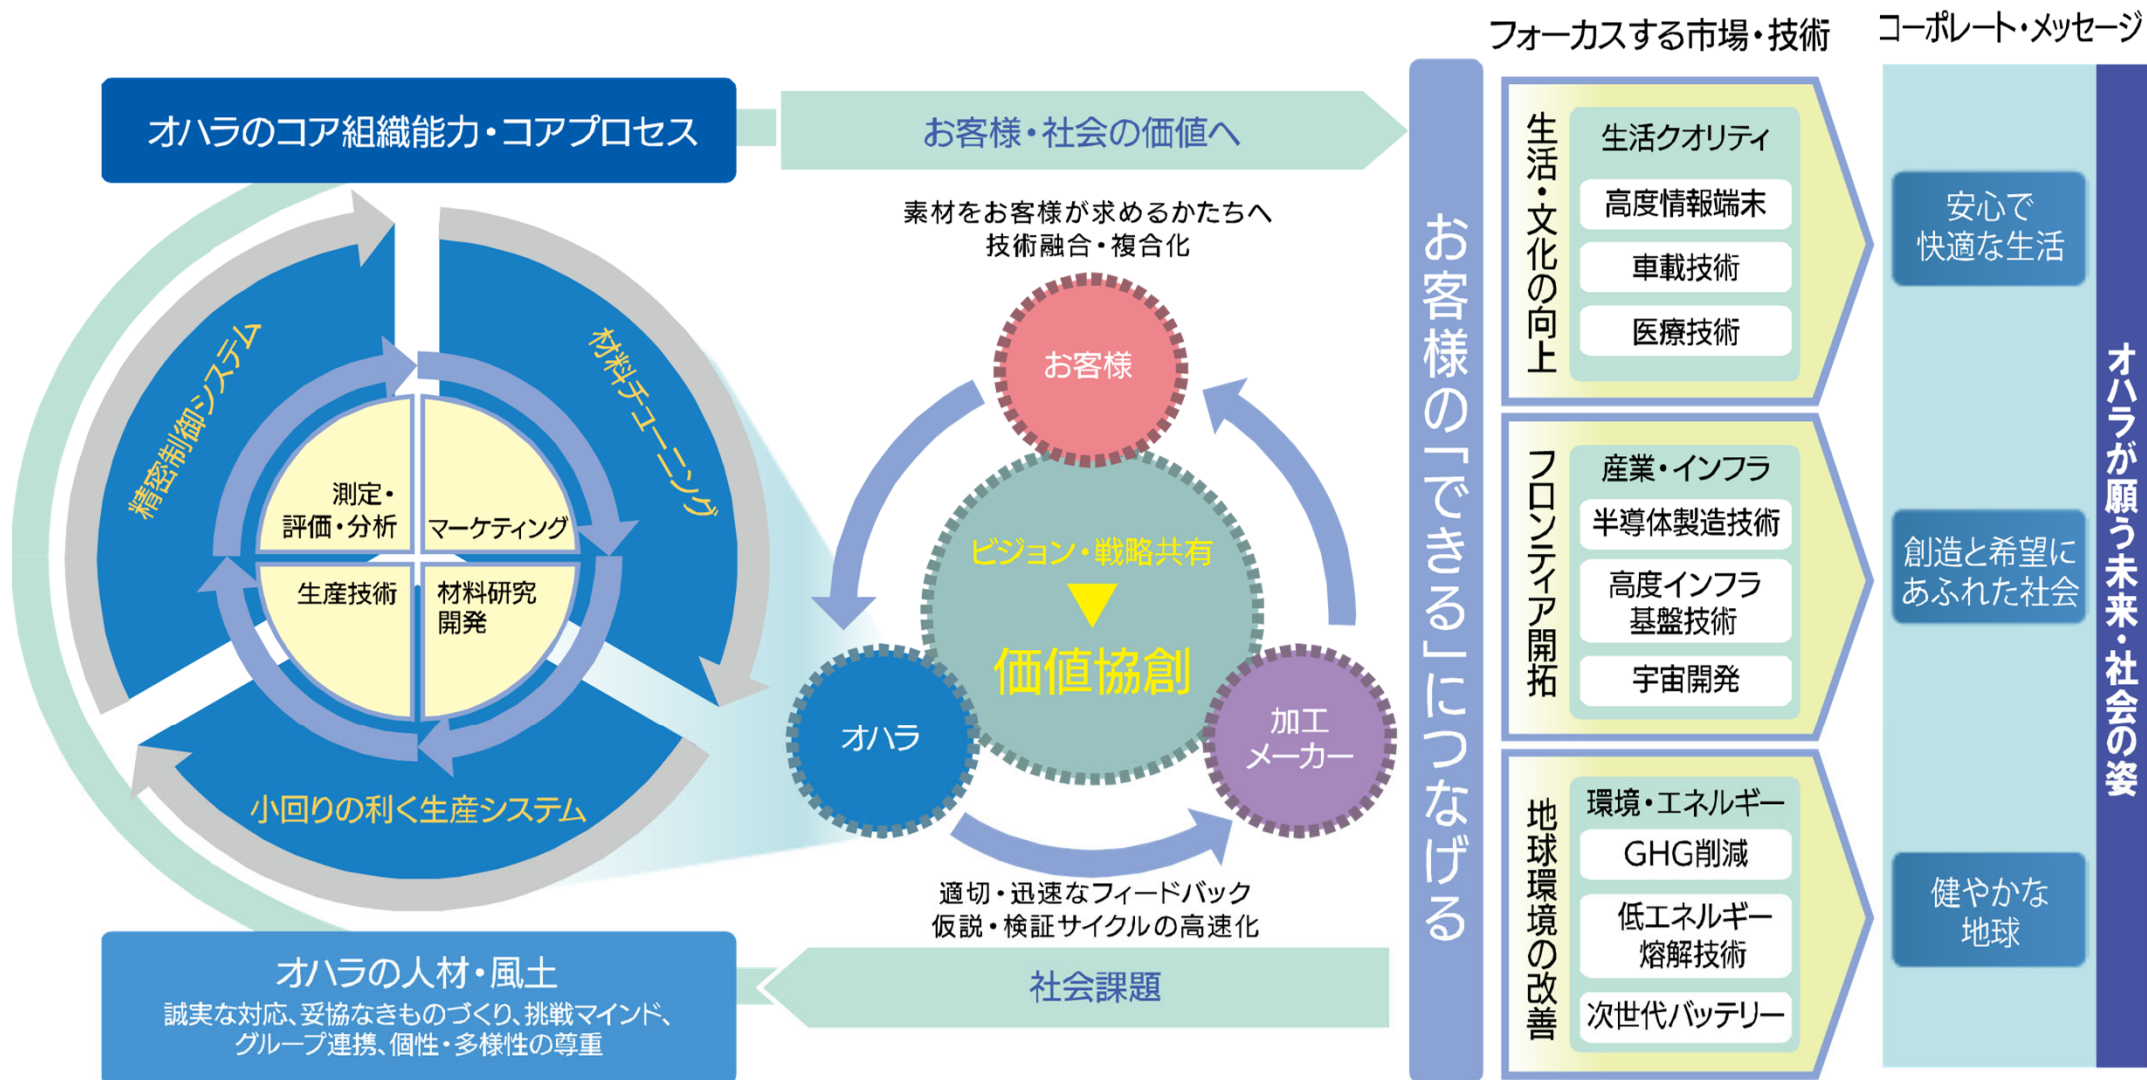 フォーカスする市場・技術
コーポレート・メッセージ
オハラのコア組織能力・コアプロセス
お客様・社会の価値へ
素材をお客様が求めるかたちへ
技術融合・複合化
精密制御システム
材料チューニング
小回りの利く生産システム
測定・
評価・分析
マーケティング
生産技術
材料研究
開発
お客様
ビジョン・戦略共有
価値協創
オハラ
加工
メーカー
適切・迅速なフィードバック
仮説・検証サイクルの高速化
社会課題
オハラの人材・風土
誠実な対応、妥協なきものづくり、挑戦マインド、
グループ連携、個性・多様性の尊重
お客様の「できる」につなげる
生活・文化の向上
生活クオリティ
高度情報端末
車載技術
医療技術
フロンティア開拓
産業・インフラ
半導体製造技術
高度インフラ
基盤技術
宇宙開発
地球環境の改善
環境・エネルギー
GHG削減
低エネルギー
熔解技術
次世代バッテリー
安心で
快適な生活
創造と希望に
あふれた社会
健やかな
地球
オハラが願う未来・社会の姿